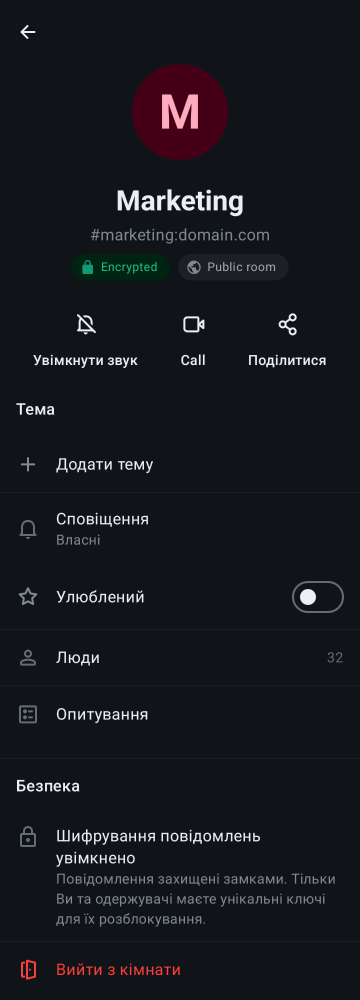 M
Marketing
#marketing:domain.com
Encrypted Public room
Увімкнути звук Call Поділитися
Тема
Додати тему
Сповіщення
Власні
Улюблений
Люди 32
Опитування
Безпека
Шифрування повідомлень
увімкнено
Повідомлення захищені замками. Тільки
Ви та одержувачі маєте унікальні ключі
для їх розблокування.
Вийти з кімнати